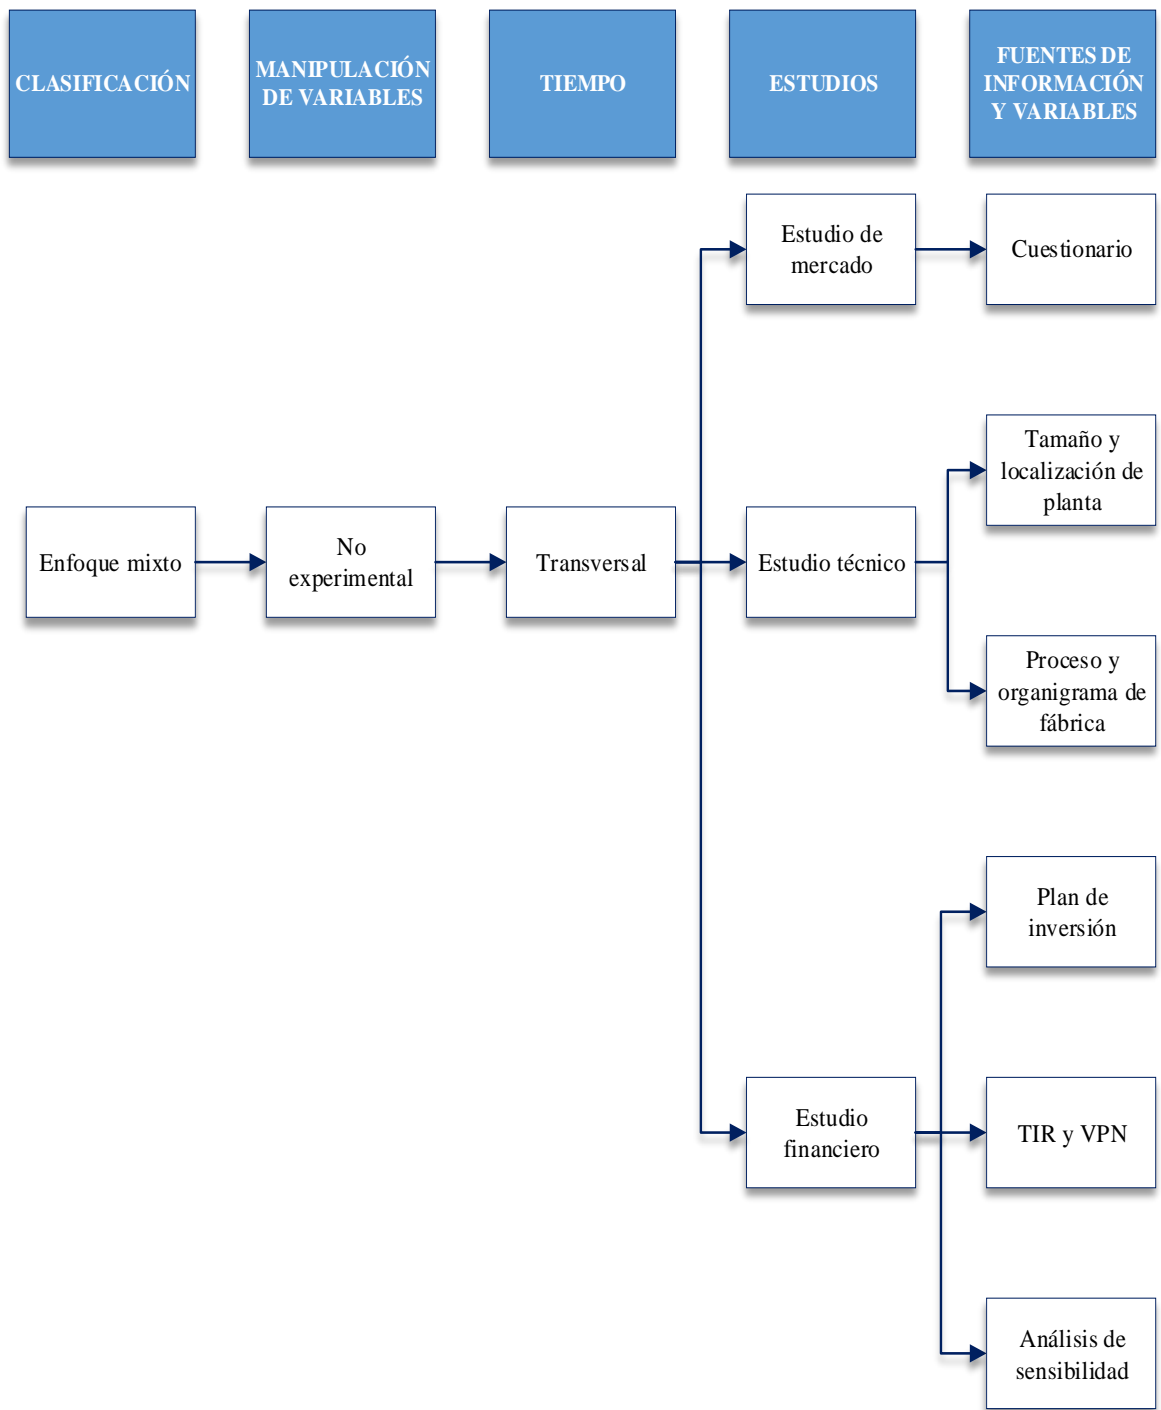 CLASIFICACIÓN
MANIPULACIÓN
DE VARIABLES
TIEMPO
ESTUDIOS
FUENTES DE
INFORMACIÓN
Y VARIABLES
Estudio de
mercado
Cuestionario
Tamaño y
localización de
planta
Enfoque mixto
No
experimental
Transversal
Estudio técnico
Proceso y
organigrama de
fábrica
Plan de
inversión
Estudio
financiero
TIR y VPN
Análisis de
sensibilidad